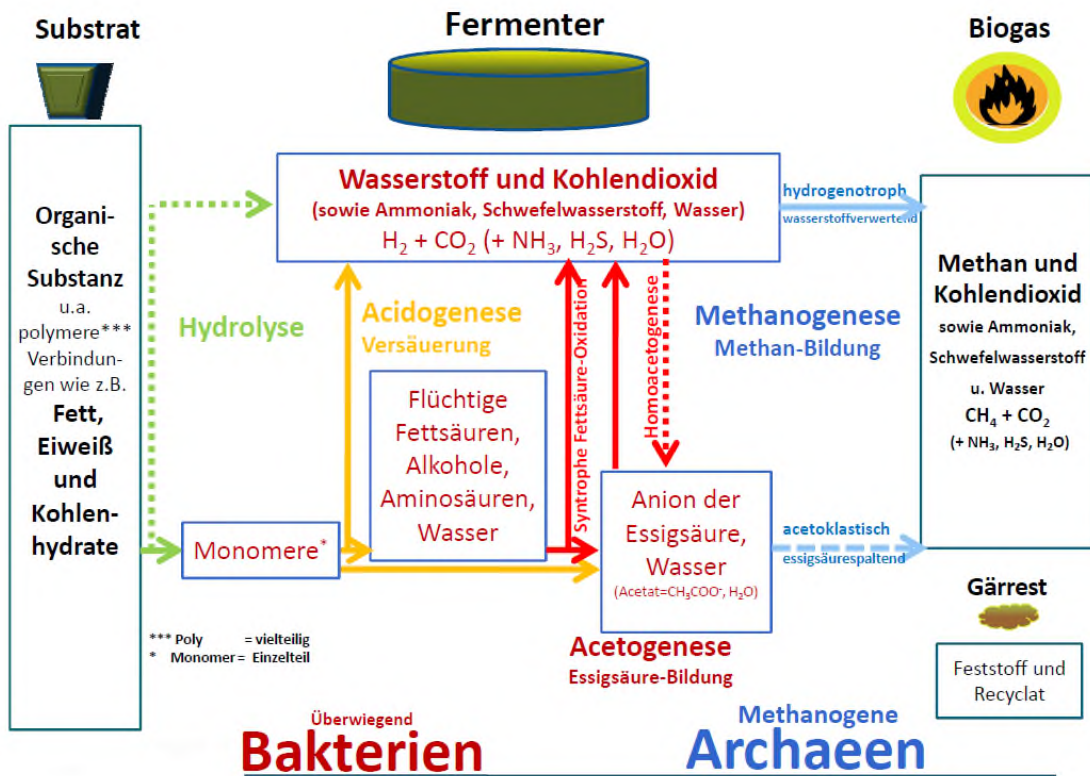 Substrat
Fermenter
Biogas
Organi-
sche
Substanz
u.a.
polymere***
Verbindun-
gen wie z.B.
Fett,
Eiweiß
und
Kohlen-
hydrate
Wasserstoff und Kohlendioxid
(sowie Ammoniak, Schwefelwasserstoff, Wasser)
H₂ + CO₂ (+ NH₃, H₂S, H₂O)
hydrogenotroph
wasserstoffverwertend
Hydrolyse
Acidogenese
Versäuerung
Syntrophe Fettsäure-Oxidation
Homoacetogenese
Methanogenese
Methan-Bildung
Methan und
Kohlendioxid
sowie Ammoniak,
Schwefelwasserstoff
u. Wasser
CH₄ + CO₂
(+ NH₃, H₂S, H₂O)
Monomere*
Flüchtige
Fettsäuren,
Alkohole,
Aminosäuren,
Wasser
Anion der
Essigsäure,
Wasser
(Acetat=CH₃COO⁻, H₂O)
acetoklastisch
essigsäurespaltend
Acetogenese
Essigsäure-Bildung
Gärrest
Feststoff und
Recyclat
*** Poly = vielteilig
* Monomer = Einzelteil
Überwiegend
Bakterien
Methanogene
Archaeen